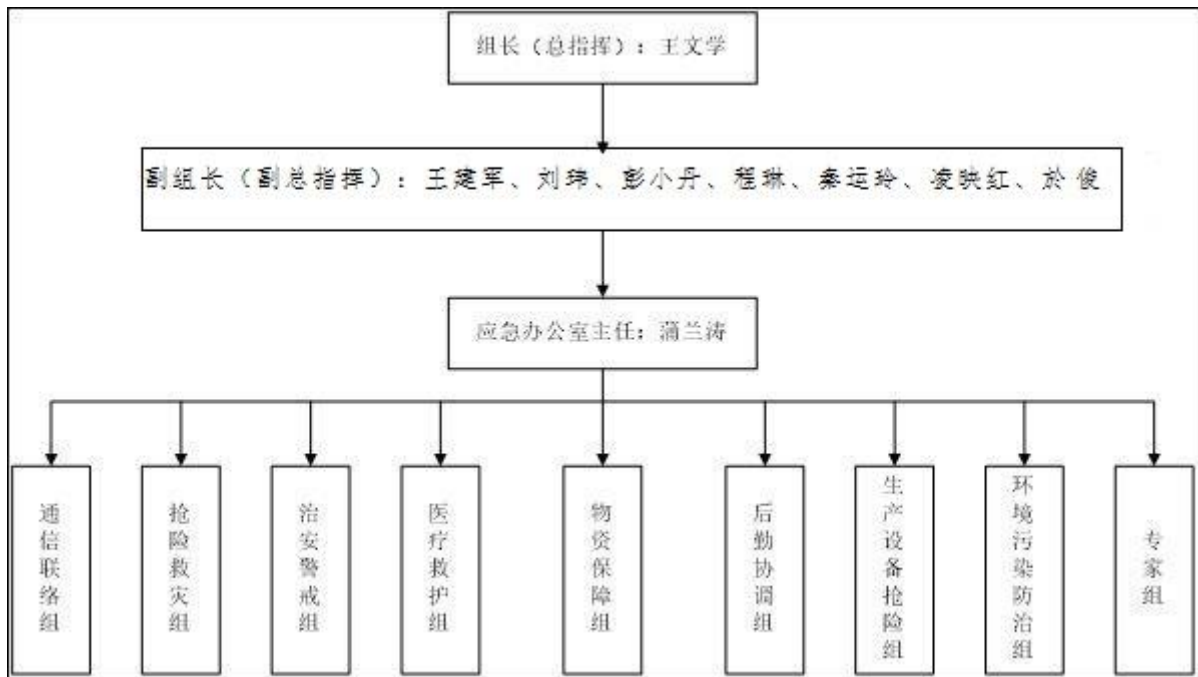 组长（总指挥）：王文学
副组长（副总指挥）：王建军、刘玮、彭小丹、程琳、秦运玲、凌映红、於 俊
应急办公室主任：蒲兰涛
通信联络组
抢险救灾组
治安警戒组
医疗救护组
物资保障组
后勤协调组
生产设备抢险组
环境污染防治组
专家组